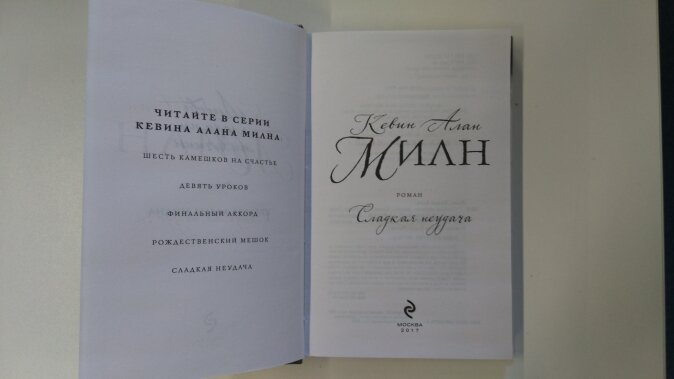 ЧИТАЙТЕ В СЕРИИ
КЕВИНА АЛАНА МИЛНА
ШЕСТЬ КАМЕШКОВ НА СЧАСТЬЕ
ДЕВЯТЬ УРОКОВ
ФИНАЛЬНЫЙ АККОРД
РОЖДЕСТВЕНСКИЙ МЕШОК
СЛАДКАЯ НЕУДАЧА
Кевин Алан
МИЛН
РОМАН
Сладкая неудача
МОСКВА
2017